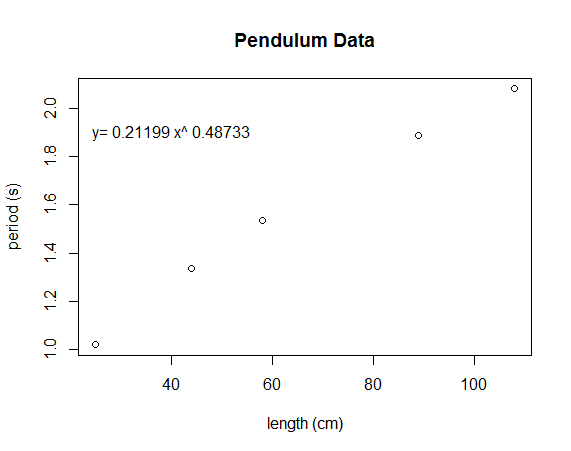 Pendulum Data
y= 0.21199 x^ 0.48733
period (s)
2.0
1.8
1.6
1.4
1.2
1.0
40 60 80 100
length (cm)